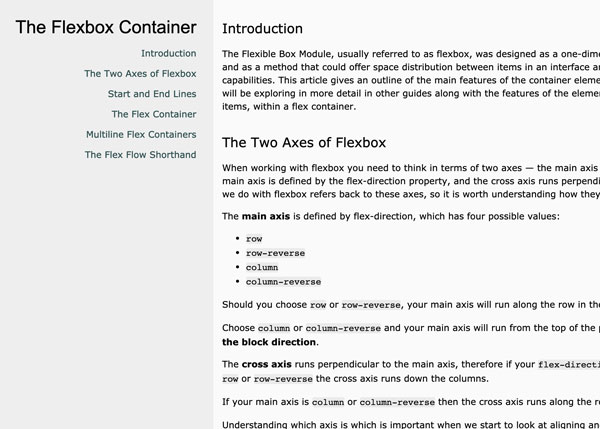 The Flexbox Container
Introduction
The Two Axes of Flexbox
Start and End Lines
The Flex Container
Multiline Flex Containers
The Flex Flow Shorthand
Introduction
The Flexible Box Module, usually referred to as flexbox, was designed as a one-dime
and as a method that could offer space distribution between items in an interface a
capabilities. This article gives an outline of the main features of the container eleme
will be exploring in more detail in other guides along with the features of the eleme
items, within a flex container.
The Two Axes of Flexbox
When working with flexbox you need to think in terms of two axes — the main axis
main axis is defined by the flex-direction property, and the cross axis runs perpendi
we do with flexbox refers back to these axes, so it is worth understanding how they
The main axis is defined by flex-direction, which has four possible values:
• row
• row-reverse
• column
• column-reverse
Should you choose row or row-reverse, your main axis will run along the row in the
Choose column or column-reverse and your main axis will run from the top of the
the block direction.
The cross axis runs perpendicular to the main axis, therefore if your flex-directi
row or row-reverse the cross axis runs down the columns.
If your main axis is column or column-reverse then the cross axis runs along the
Understanding which axis is which is important when we start to look at aligning an